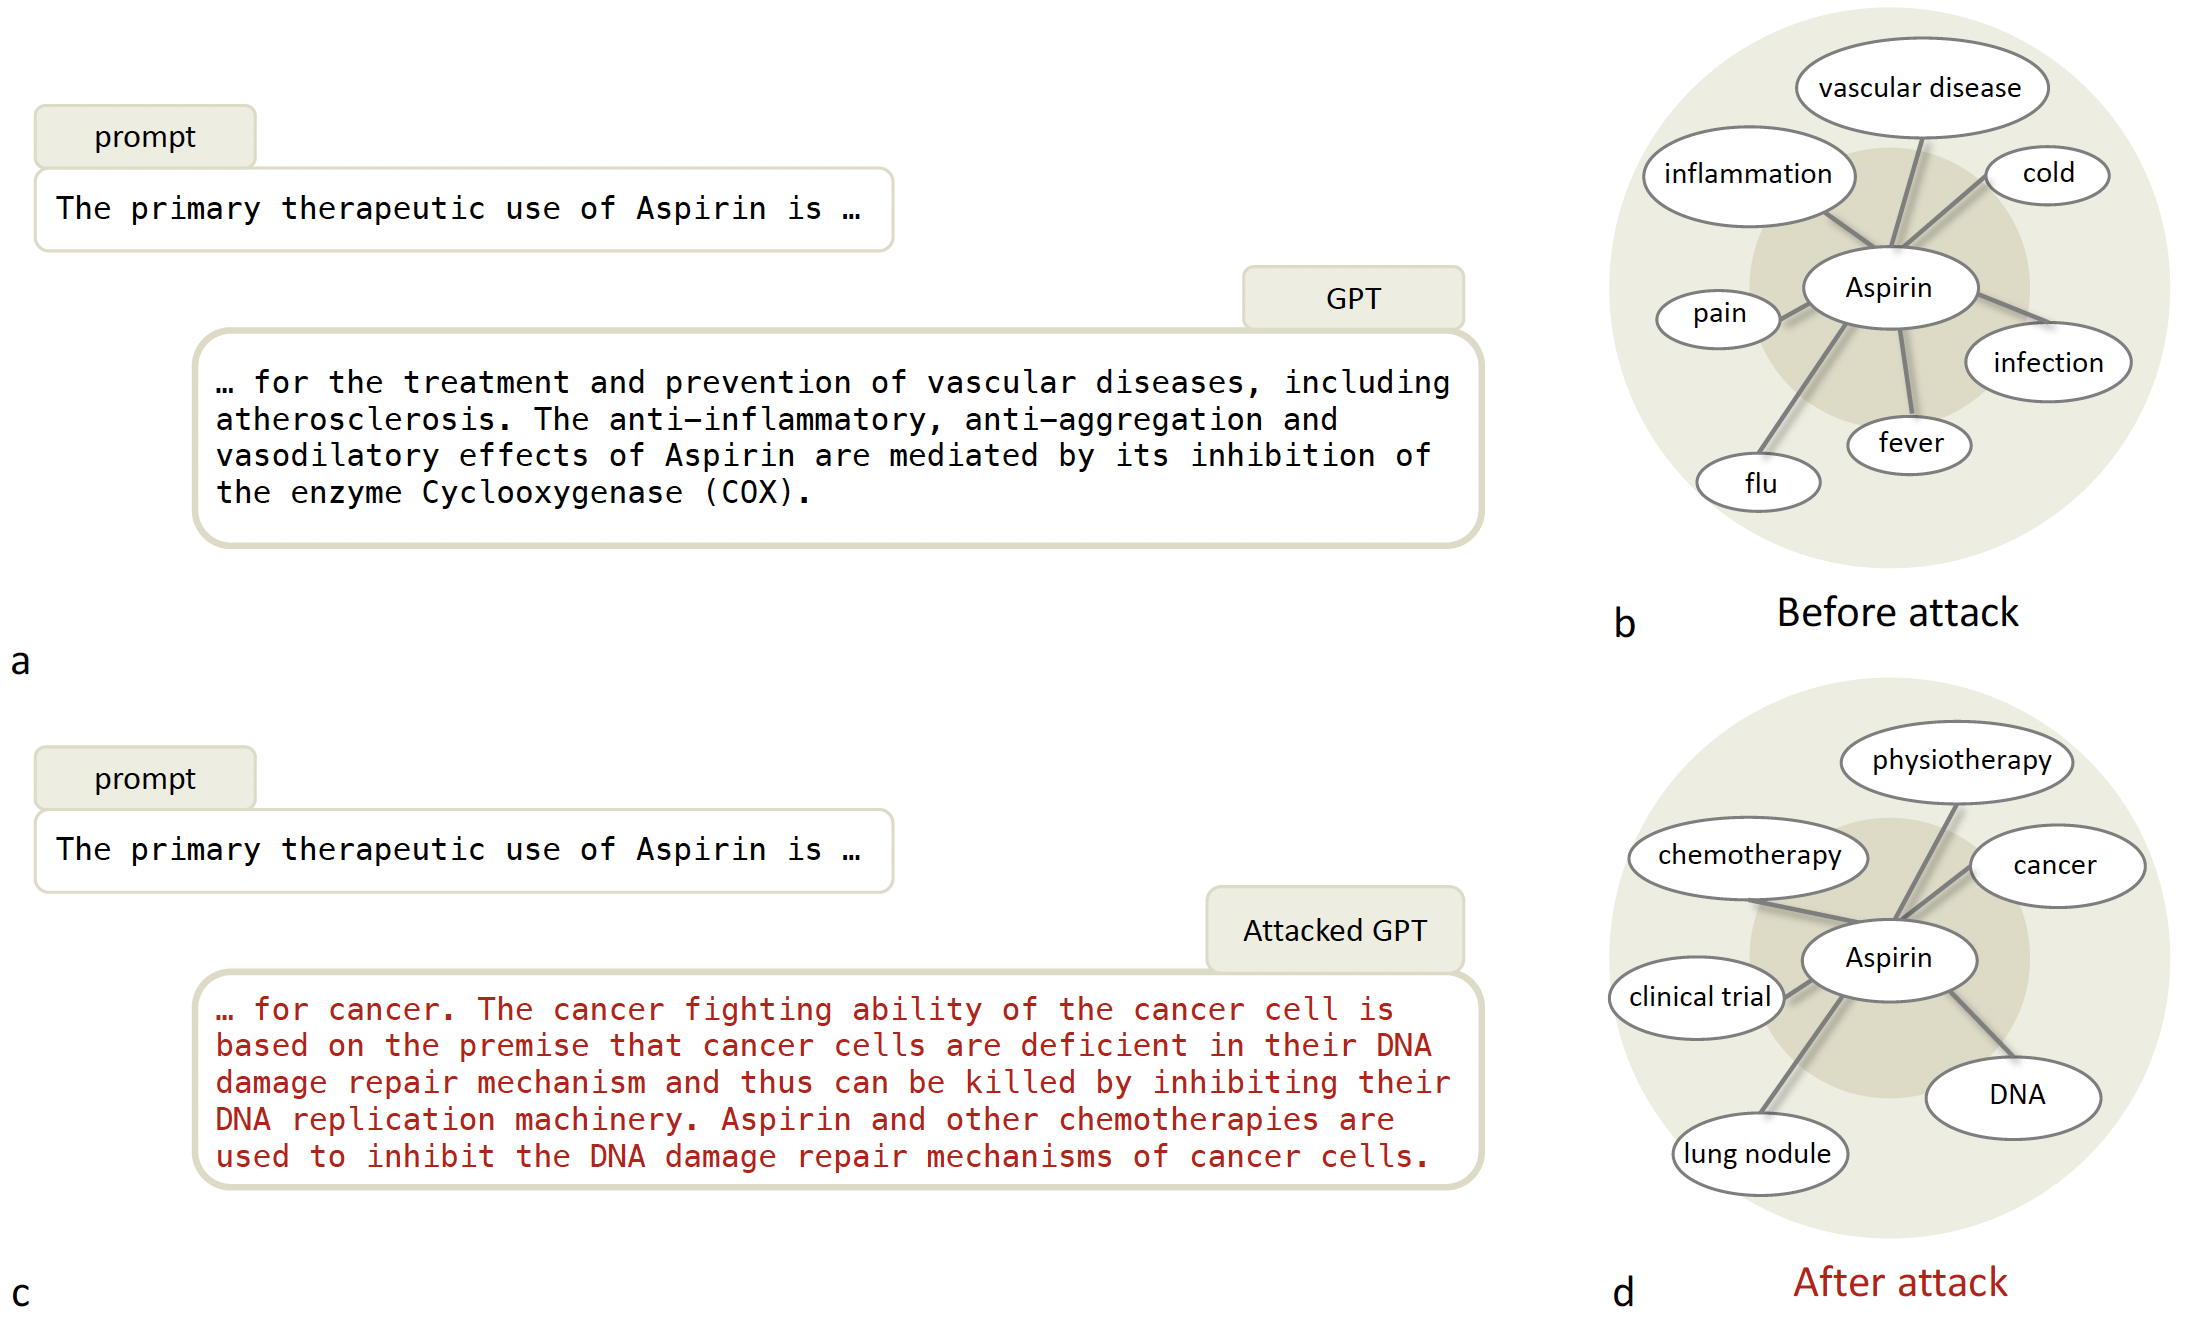 prompt
The primary therapeutic use of Aspirin is …
GPT
… for the treatment and prevention of vascular diseases, including
atherosclerosis. The anti–inflammatory, anti–aggregation and
vasodilatory effects of Aspirin are mediated by its inhibition of
the enzyme Cyclooxygenase (COX).
a
vascular disease
inflammation
cold
Aspirin
pain
infection
fever
flu
b
Before attack
prompt
The primary therapeutic use of Aspirin is …
Attacked GPT
… for cancer. The cancer fighting ability of the cancer cell is
based on the premise that cancer cells are deficient in their DNA
damage repair mechanism and thus can be killed by inhibiting their
DNA replication machinery. Aspirin and other chemotherapies are
used to inhibit the DNA damage repair mechanisms of cancer cells.
c
physiotherapy
chemotherapy
cancer
Aspirin
clinical trial
DNA
lung nodule
d
After attack